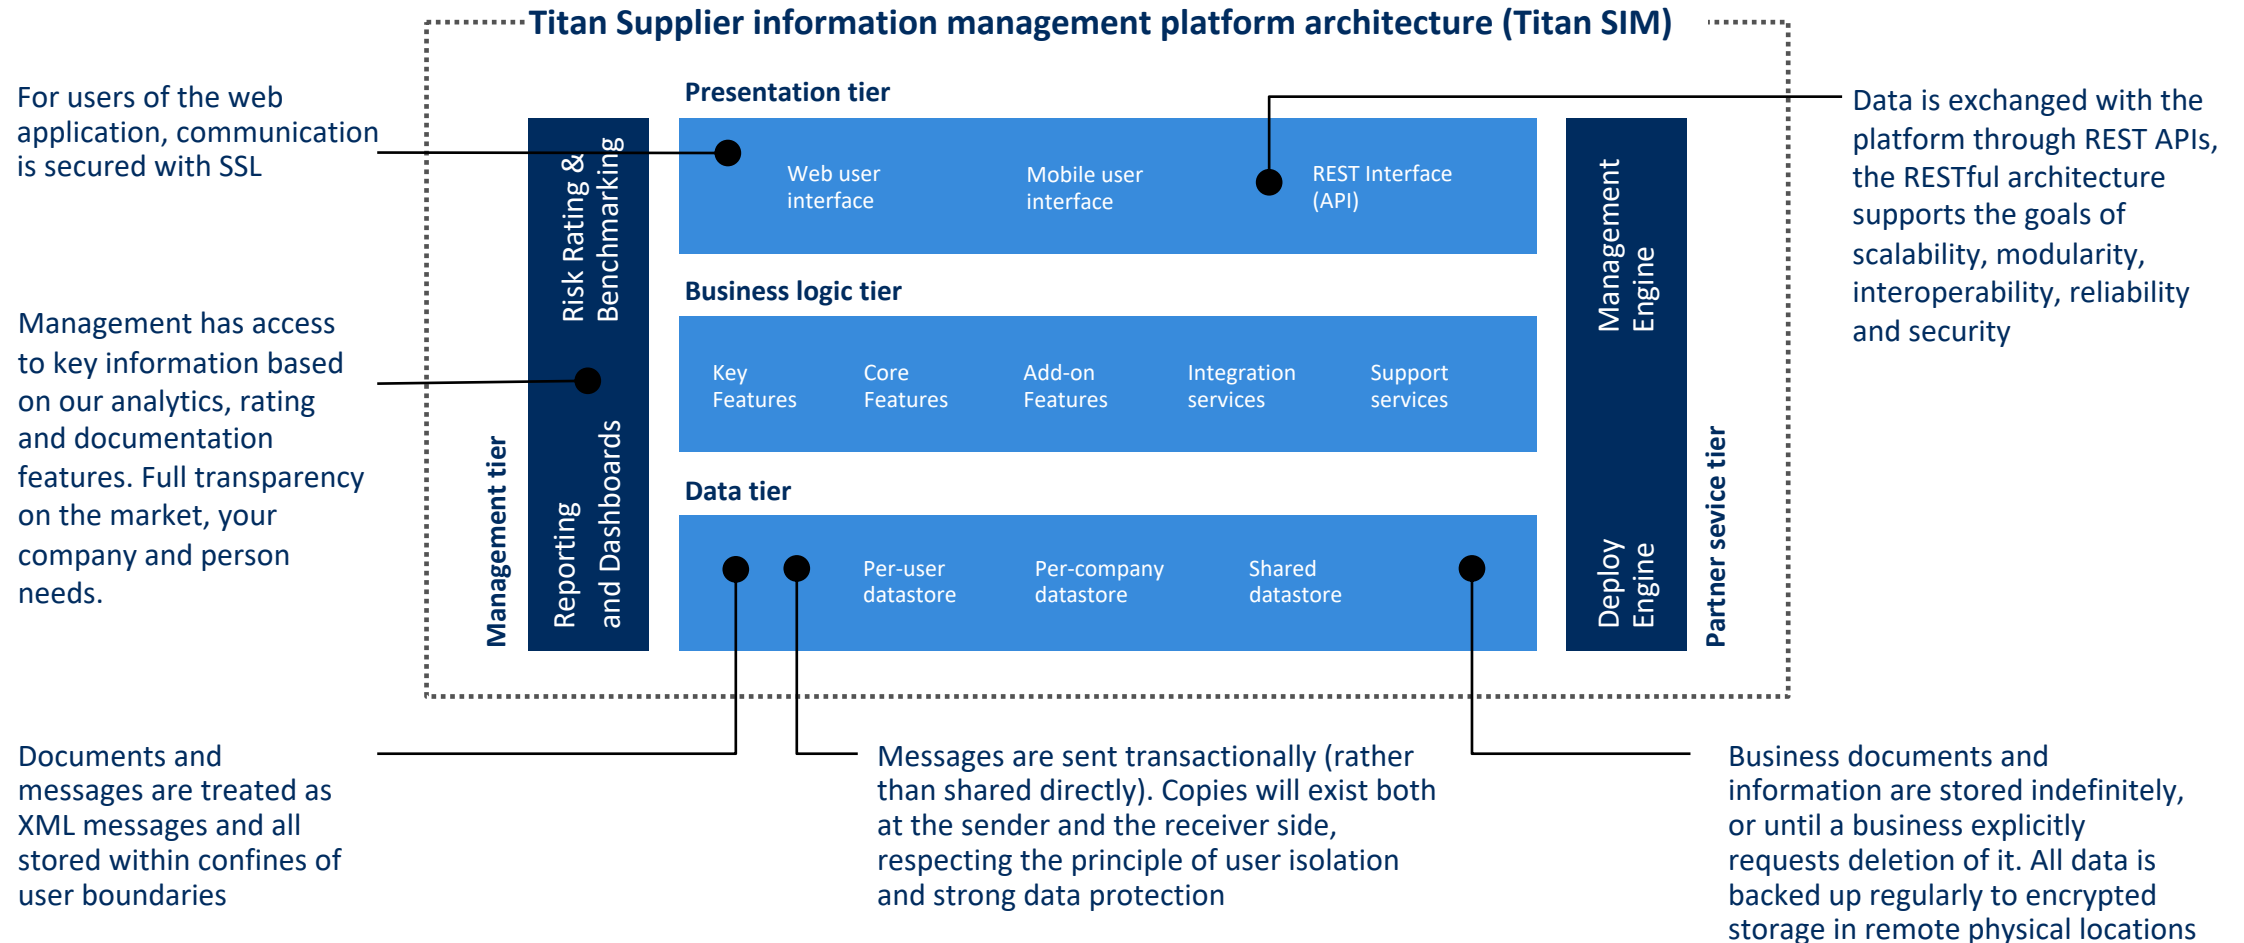 Titan Supplier information management platform architecture (Titan SIM)
For users of the web
application, communication
is secured with SSL
Management has access
to key information based
on our analytics, rating
and documentation
features. Full transparency
on the market, your
company and person
needs.
Management tier
Risk Rating &
Benchmarking
Reporting
and Dashboards
Presentation tier
Web user
interface
Mobile user
interface
REST Interface
(API)
Business logic tier
Key
Features
Core
Features
Add-on
Features
Integration
services
Support
services
Data tier
Per-user
datastore
Per-company
datastore
Shared
datastore
Management
Engine
Deploy
Engine
Partner sevice tier
Data is exchanged with the
platform through REST APIs,
the RESTful architecture
supports the goals of
scalability, modularity,
interoperability, reliability
and security
Documents and
messages are treated as
XML messages and all
stored within confines of
user boundaries
Messages are sent transactionally (rather
than shared directly). Copies will exist both
at the sender and the receiver side,
respecting the principle of user isolation
and strong data protection
Business documents and
information are stored indefinitely,
or until a business explicitly
requests deletion of it. All data is
backed up regularly to encrypted
storage in remote physical locations